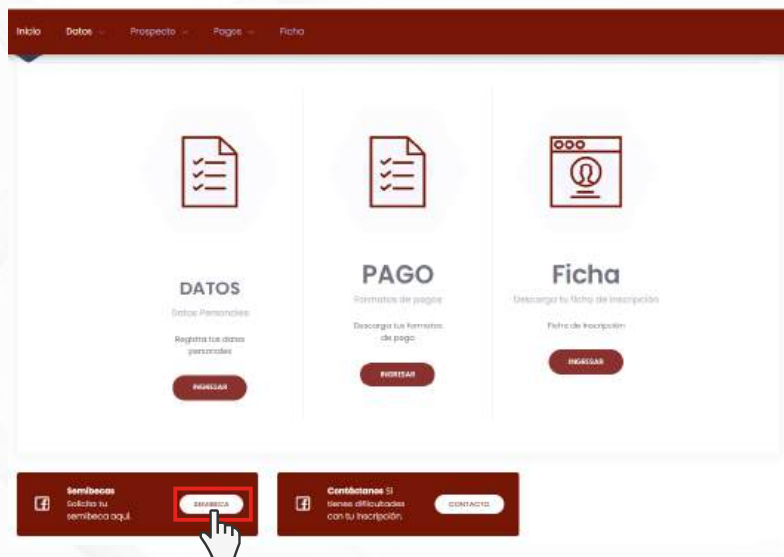 Inicio Datos Prospecto Pagos Ficha
DATOS
Datos Personales
Registra tus datos
personales
INGRESAR
PAGO
Formatos de pagos
Descarga tus formatos
de pago
INGRESAR
Ficha
Descarga tu ficha de inscripción
Ficha de Inscripción
INGRESAR
Semibecas
Solicita tu
semibeca aquí.
Contáctanos Si
tienes dificultades
con tu inscripción.
CONTACTO